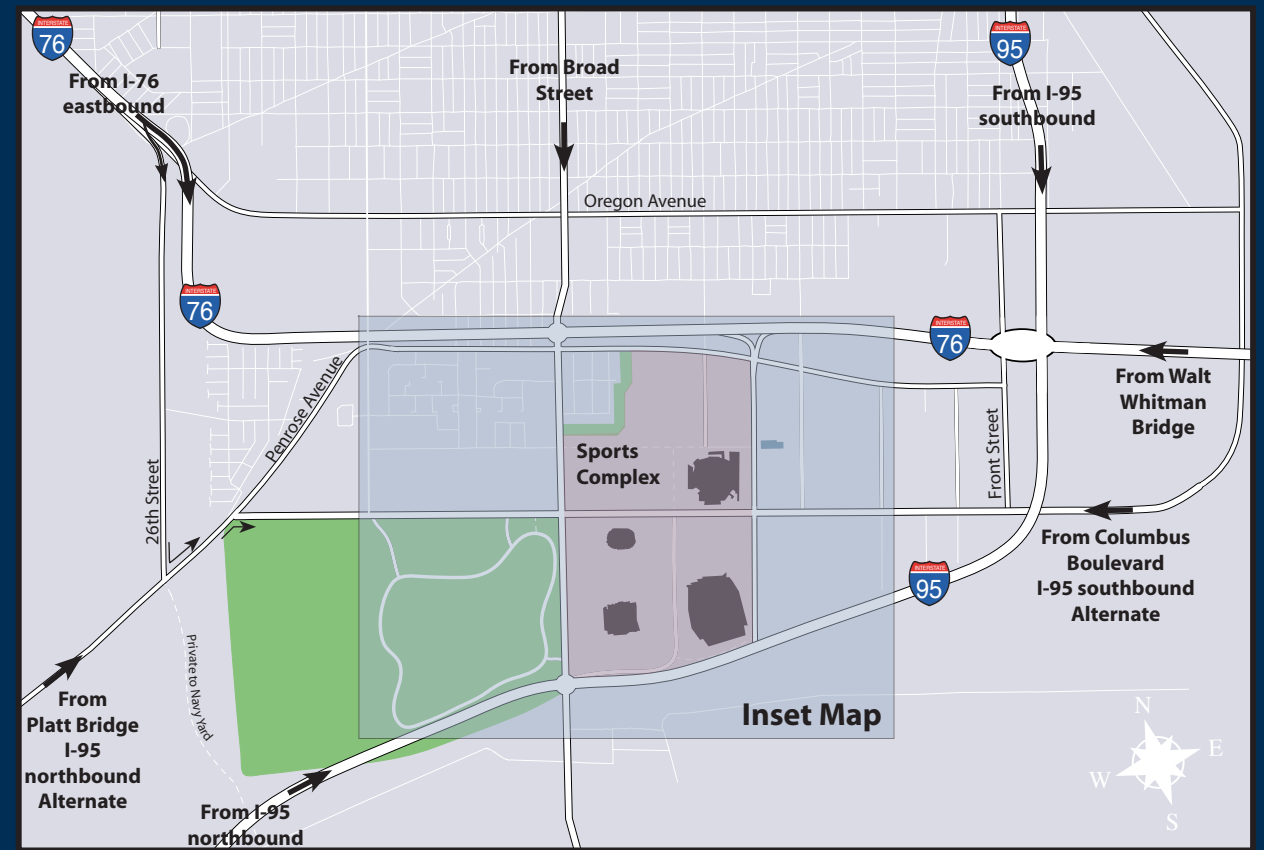 INTERSTATE
76
From I-76
eastbound
From Broad
Street
INTERSTATE
95
From I-95
southbound
Oregon Avenue
INTERSTATE
76
INTERSTATE
76
From Walt
Whitman
Bridge
Penrose Avenue
Sports
Complex
Front Street
26th Street
From Columbus
Boulevard
I-95 southbound
Alternate
INTERSTATE
95
Private to Navy Yard
From
Platt Bridge
I-95
northbound
Alternate
Inset Map
N
E
W
S
From I-95
northbound